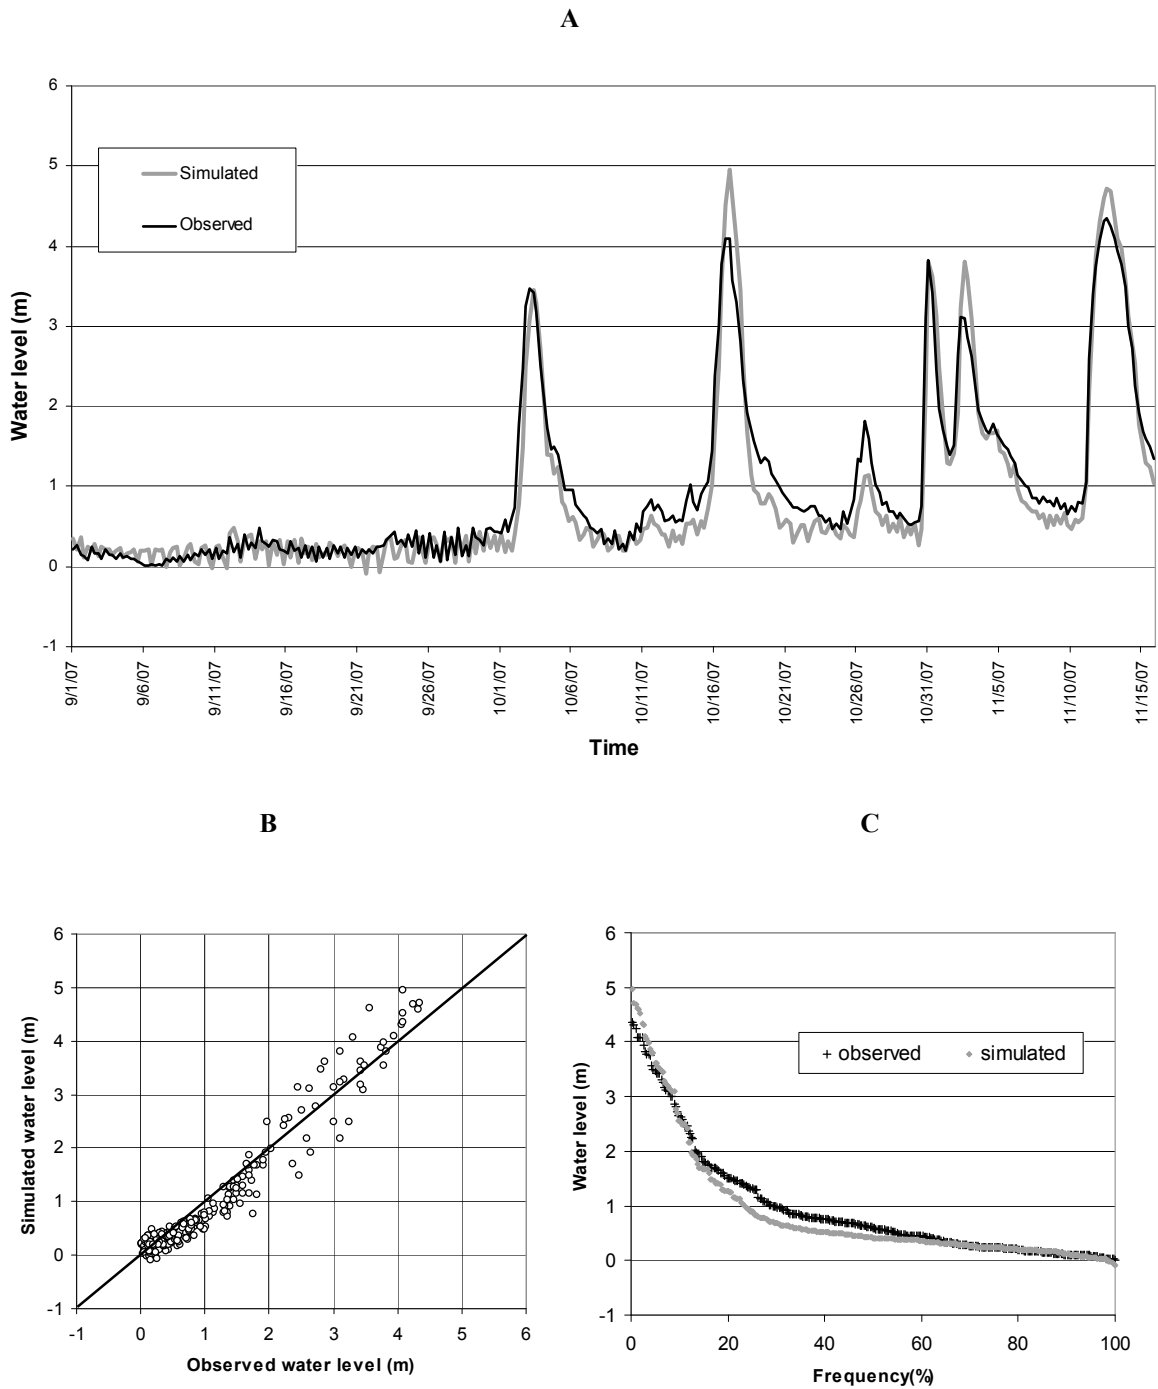 A
6
5
4
3
2
1
0
-1
Water level (m)
Simulated
Observed
9/1/07 9/6/07 9/11/07 9/16/07 9/21/07 9/26/07 10/1/07 10/6/07 10/11/07 10/16/07 10/21/07 10/26/07 10/31/07 11/5/07 11/10/07 11/15/07
Time
B
6
5
4
3
2
1
0
-1
Simulated water level (m)
-1 0 1 2 3 4 5 6
Observed water level (m)
C
6
5
4
3
2
1
0
-1
Water level (m)
observed simulated
0 20 40 60 80 100
Frequency(%)